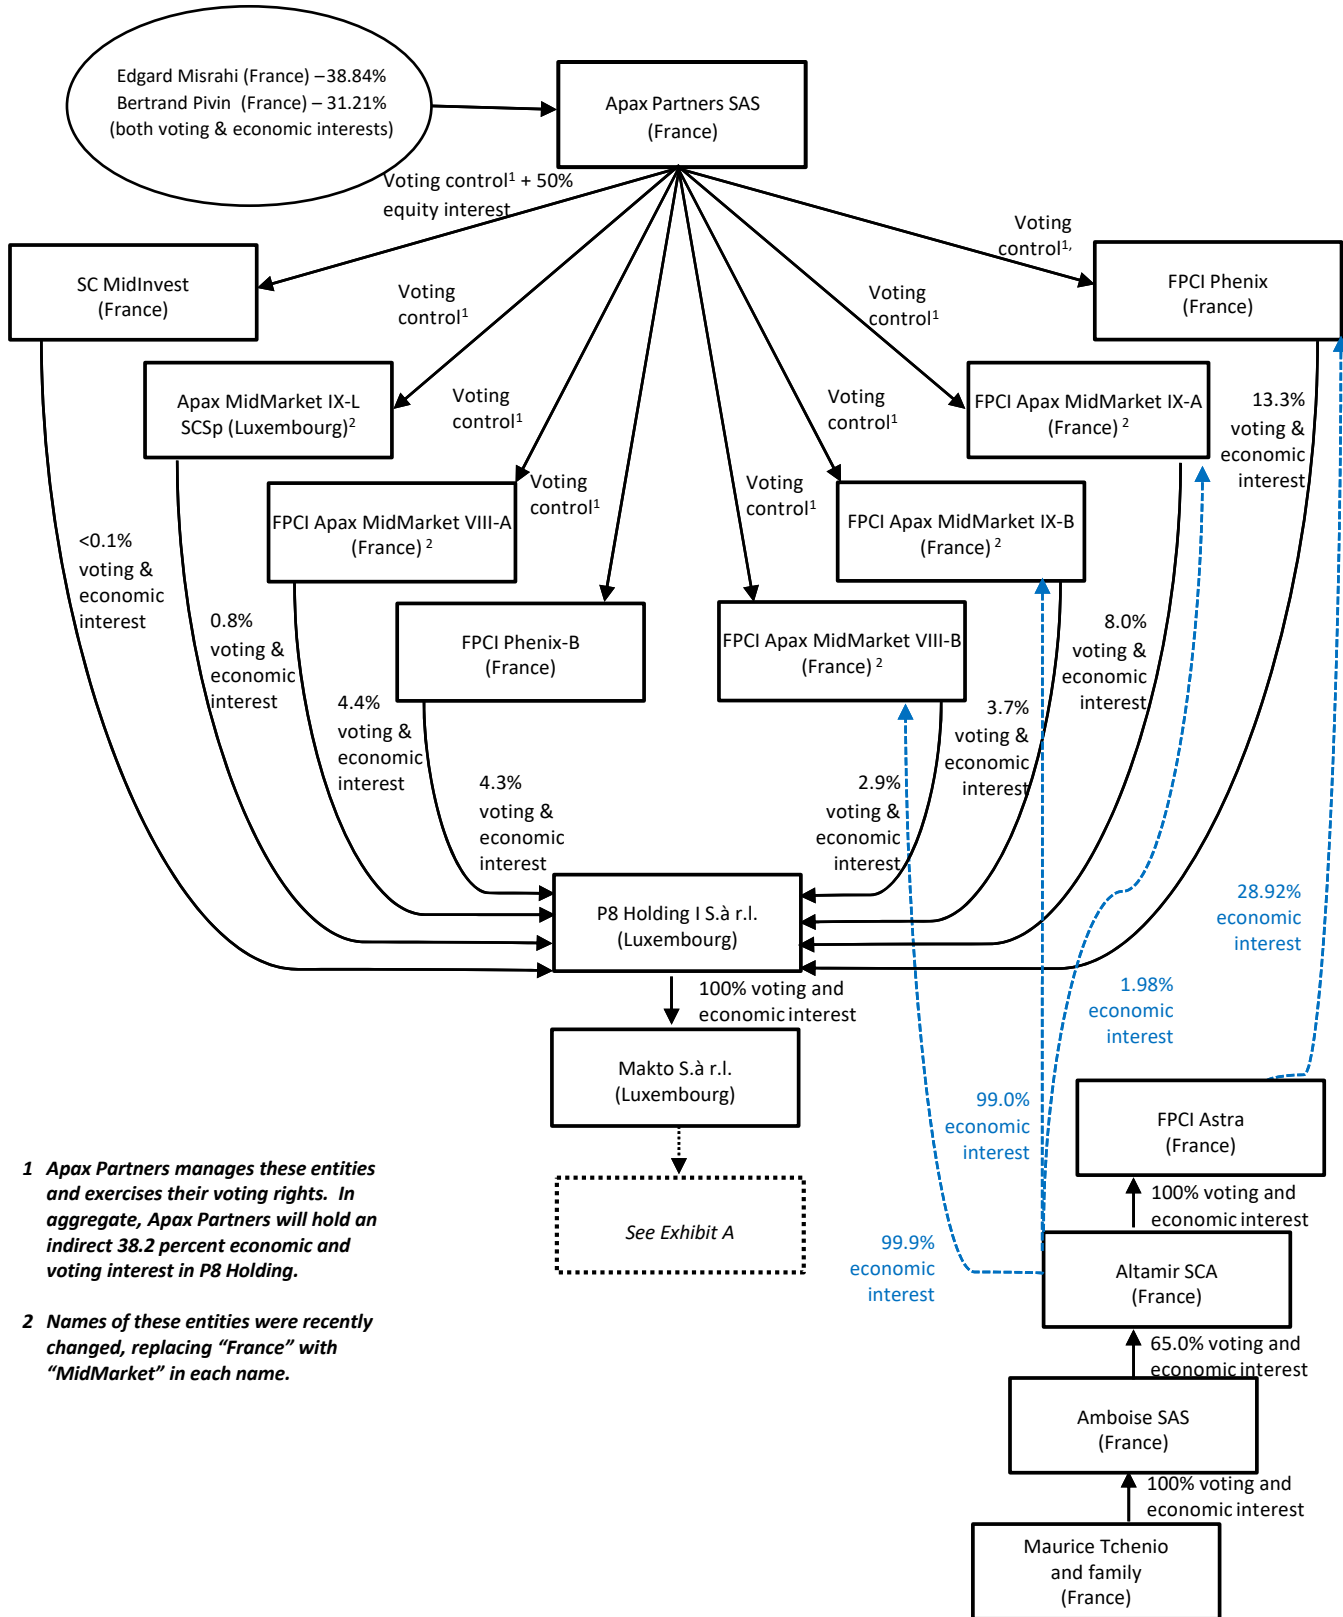 Edgard Misrahi (France) – 38.84%
Bertrand Pivin (France) – 31.21%
(both voting & economic interests)
Apax Partners SAS
(France)
Voting control¹ + 50%
equity interest
Voting
control¹,
SC MidInvest
(France)
Voting
control¹
Voting
control¹
FPCI Phenix
(France)
Apax MidMarket IX-L
SCSp (Luxembourg)²
Voting
control¹
Voting
control¹
FPCI Apax MidMarket IX-A
(France) ²
13.3%
voting &
economic
interest
FPCI Apax MidMarket VIII-A
(France) ²
Voting
control¹
Voting
control¹
FPCI Apax MidMarket IX-B
(France) ²
<0.1%
voting &
economic
interest
0.8%
voting &
economic
interest
FPCI Phenix-B
(France)
FPCI Apax MidMarket VIII-B
(France) ²
8.0%
voting &
economic
interest
4.4%
voting &
economic
interest
3.7%
voting &
economic
interest
4.3%
voting &
economic
interest
2.9%
voting &
economic
interest
P8 Holding I S.à r.l.
(Luxembourg)
28.92%
economic
interest
100% voting and
economic interest
1.98%
economic
interest
Makto S.à r.l.
(Luxembourg)
99.0%
economic
interest
FPCI Astra
(France)
1 Apax Partners manages these entities
and exercises their voting rights. In
aggregate, Apax Partners will hold an
indirect 38.2 percent economic and
voting interest in P8 Holding.
See Exhibit A
100% voting and
economic interest
99.9%
economic
interest
Altamir SCA
(France)
2 Names of these entities were recently
changed, replacing “France” with
“MidMarket” in each name.
65.0% voting and
economic interest
Amboise SAS
(France)
100% voting and
economic interest
Maurice Tchenio
and family
(France)